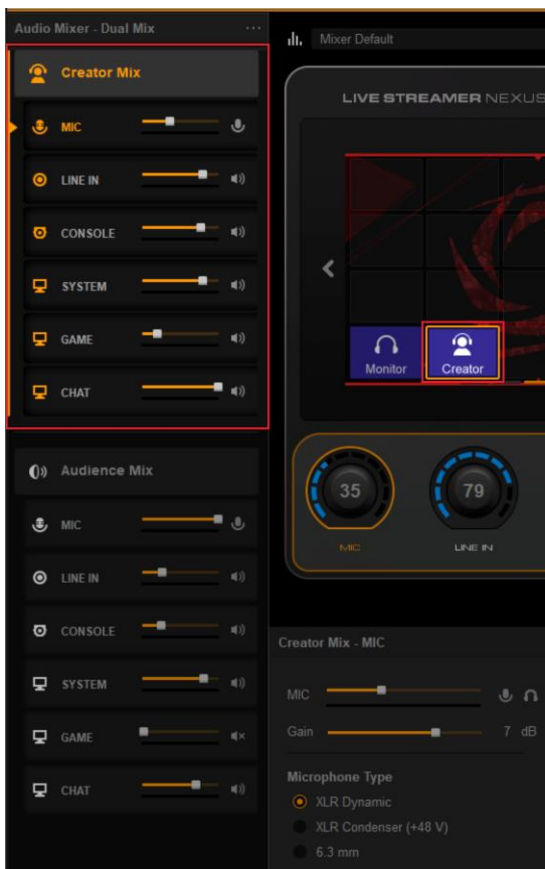 Audio Mixer - Dual Mix
Creator Mix
MIC
LINE IN
CONSOLE
SYSTEM
GAME
CHAT
Audience Mix
MIC
LINE IN
CONSOLE
SYSTEM
GAME
CHAT
Mixer Default
LIVE STREAMER NEXUS
Monitor
Creator
35
79
MIC
LINE IN
Creator Mix - MIC
MIC
Gain 7 dB
Microphone Type
XLR Dynamic
XLR Condenser (+48 V)
6.3 mm